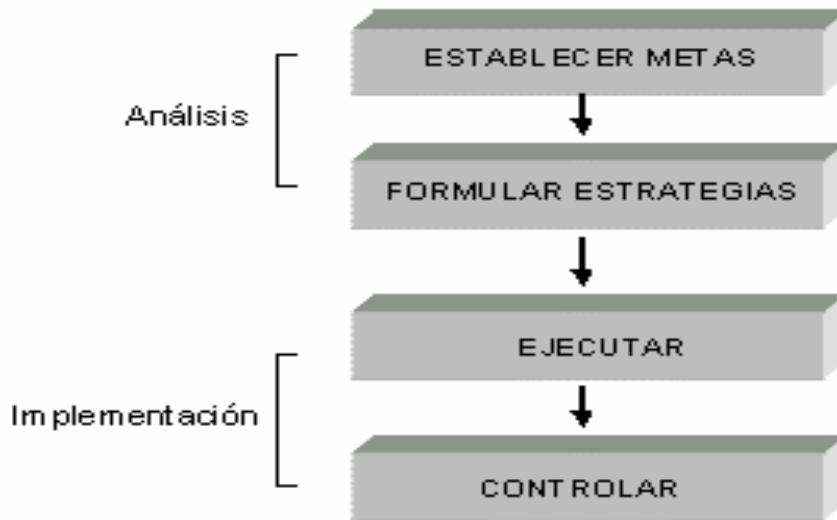 ESTABLECER METAS
Análisis
FORMULAR ESTRATEGIAS
EJECUTAR
Implementación
CONTROLAR